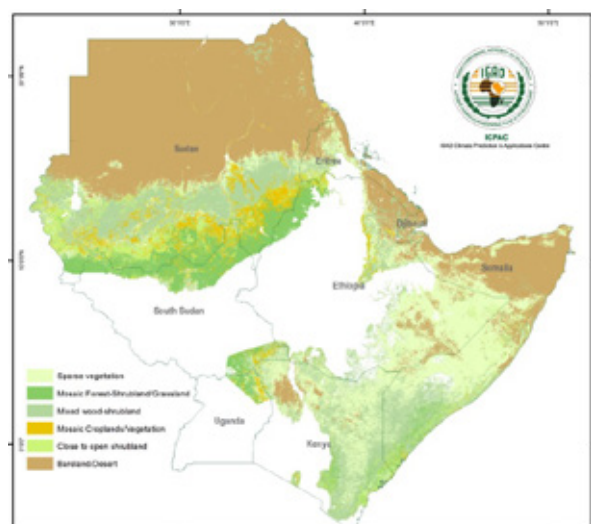 IGAD
ICPAC
IGAD Climate Prediction & Applications Centre
Sudan
Eritrea
Djibouti
Somalia
Ethiopia
South Sudan
Uganda
Kenya
Sparse vegetation
Mosaic Forest-Shrubland/Grassland
Mixed wood-shrubland
Mosaic Croplands/vegetation
Close to open shrubland
Bareland/Desert